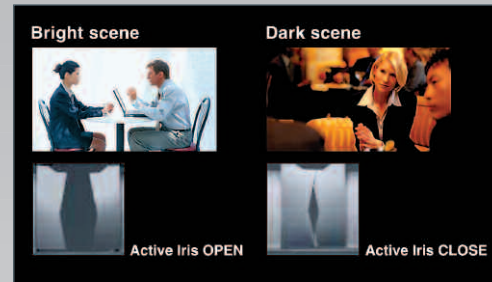 Bright scene
Dark scene
Active Iris OPEN
Active Iris CLOSE